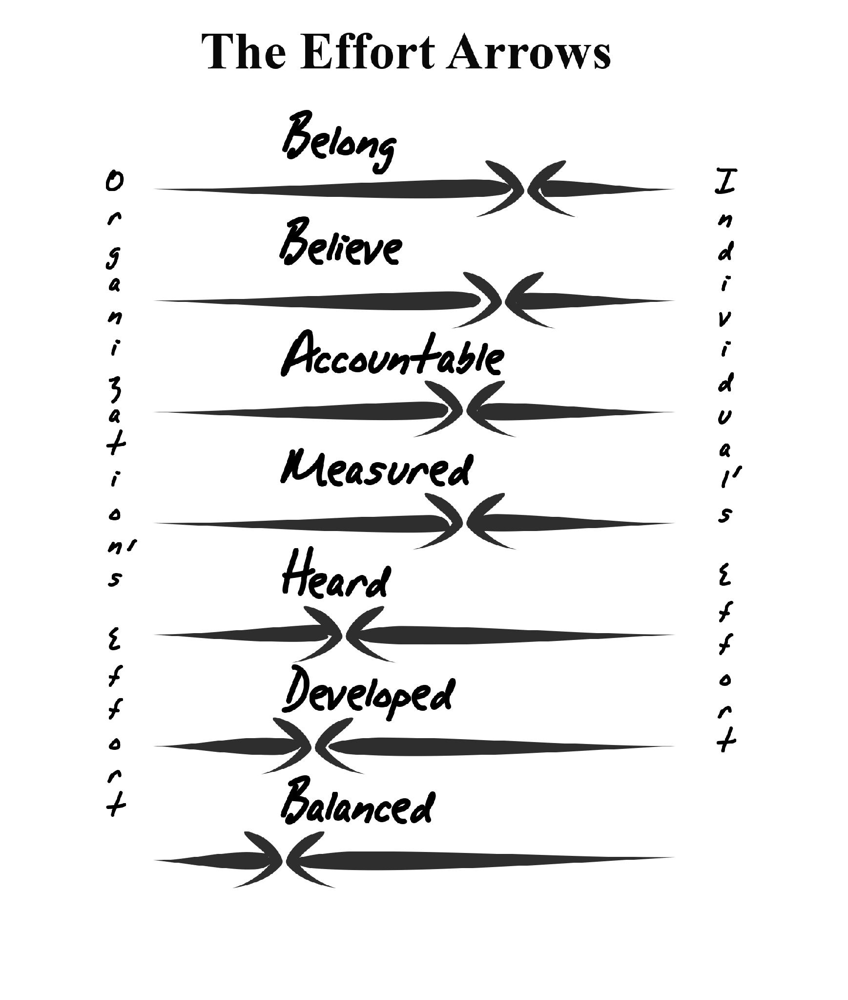 The Effort Arrows
Organization's Effort
Individual's Effort
Belong
Believe
Accountable
Measured
Heard
Developed
Balanced